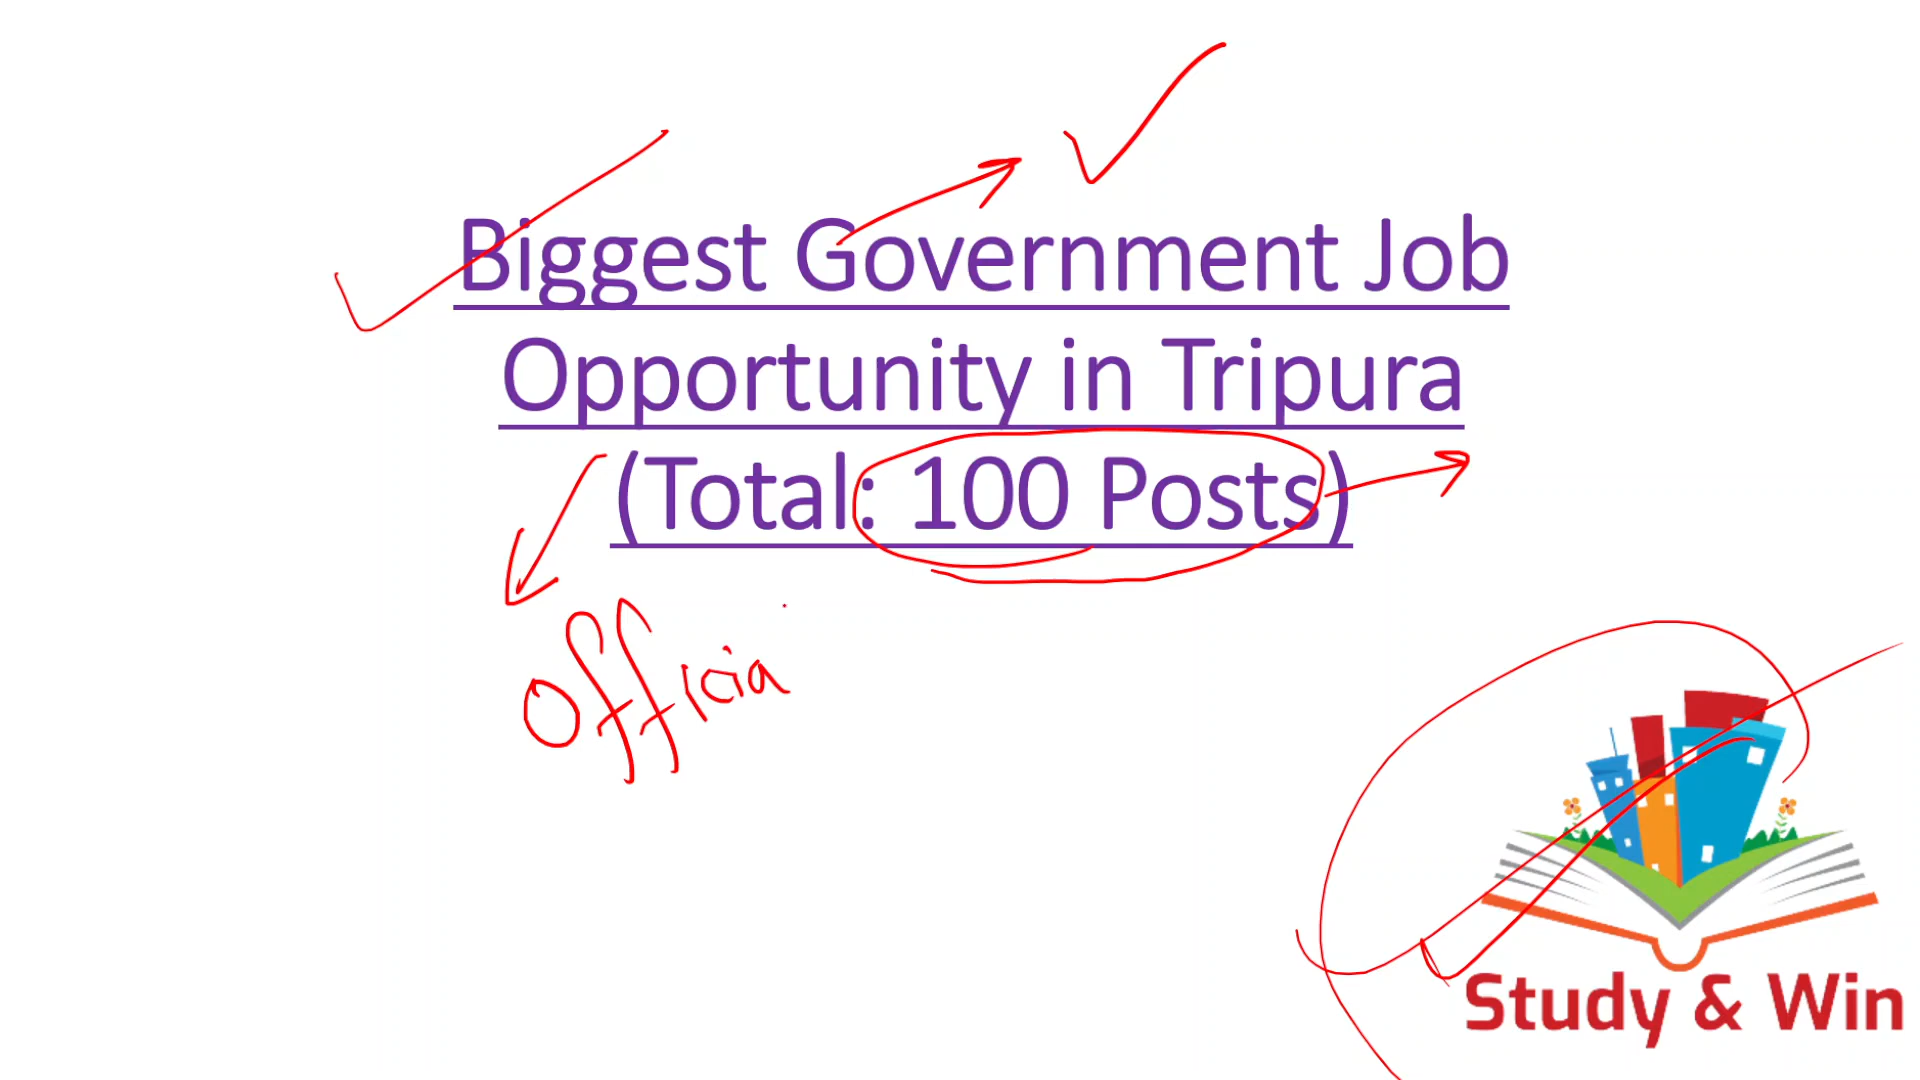 Biggest Government Job
Opportunity in Tripura
(Total: 100 Posts)
Officia
Study & Win